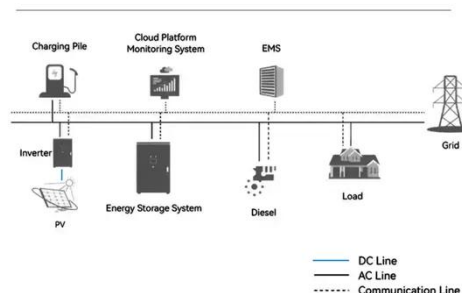 Charging Pile
Cloud Platform
Monitoring System
EMS
Grid
Inverter
PV
Energy Storage System
Diesel
Load
DC Line
AC Line
Communication Line